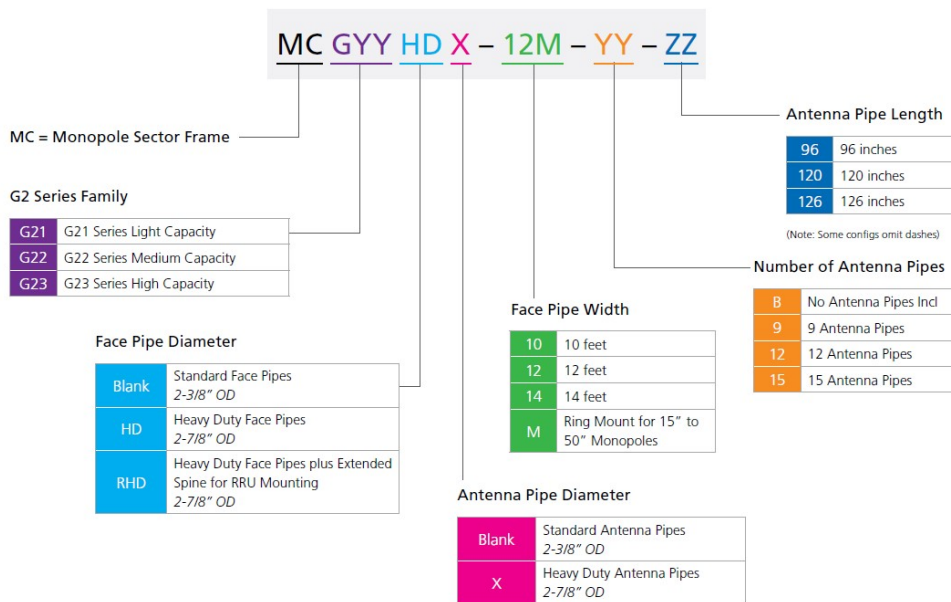 MC GYY HD X – 12M – YY – ZZ
MC = Monopole Sector Frame
G2 Series Family
G21 G21 Series Light Capacity
G22 G22 Series Medium Capacity
G23 G23 Series High Capacity
Face Pipe Diameter
Blank Standard Face Pipes
2-3/8” OD
HD Heavy Duty Face Pipes
2-7/8” OD
RHD Heavy Duty Face Pipes plus Extended
Spine for RRU Mounting
2-7/8” OD
Antenna Pipe Diameter
Blank Standard Antenna Pipes
2-3/8” OD
X Heavy Duty Antenna Pipes
2-7/8” OD
Face Pipe Width
10 10 feet
12 12 feet
14 14 feet
M Ring Mount for 15” to
50” Monopoles
Number of Antenna Pipes
B No Antenna Pipes Incl
9 9 Antenna Pipes
12 12 Antenna Pipes
15 15 Antenna Pipes
Antenna Pipe Length
96 96 inches
120 120 inches
126 126 inches
(Note: Some configs omit dashes)